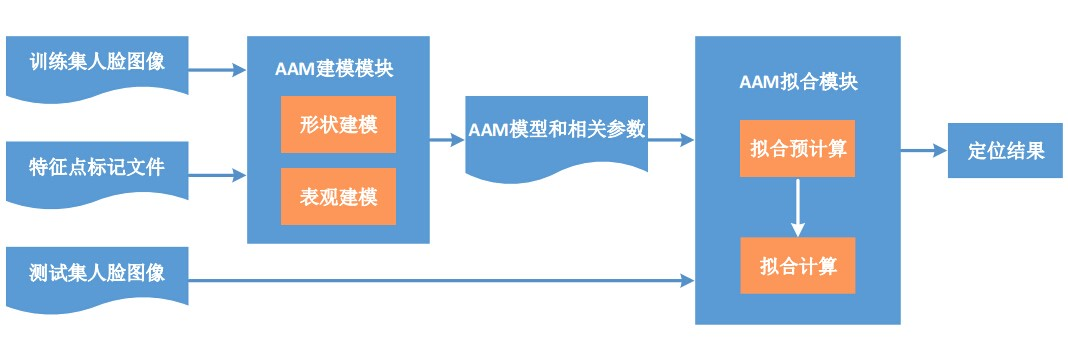 训练集人脸图像
特征点标记文件
测试集人脸图像
AAM建模模块
形状建模
表观建模
AAM模型和相关参数
AAM拟合模块
拟合预计算
拟合计算
定位结果